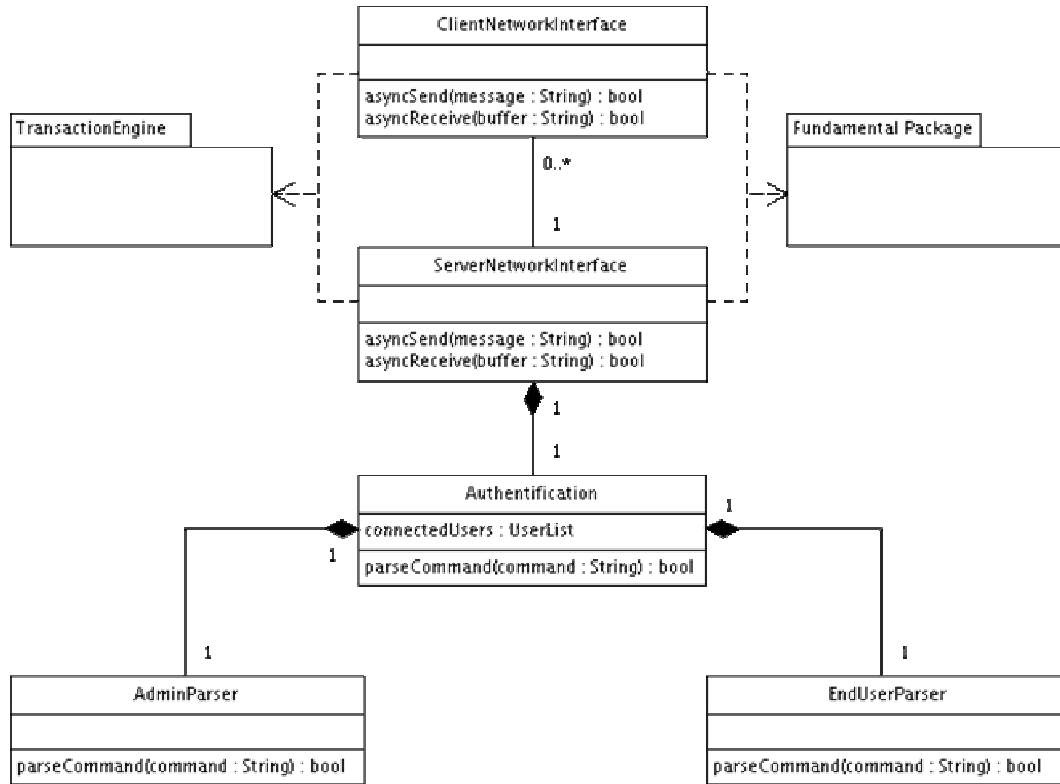 ClientNetworkInterface
asyncSend(message : String) : bool
asyncReceive(buffer : String) : bool
TransactionEngine
Fundamental Package
0..*
1
ServerNetworkInterface
asyncSend(message : String) : bool
asyncReceive(buffer : String) : bool
1
1
Authentification
connectedUsers : UserList
parseCommand(command : String) : bool
1
1
1
1
AdminParser
parseCommand(command : String) : bool
EndUserParser
parseCommand(command : String) : bool